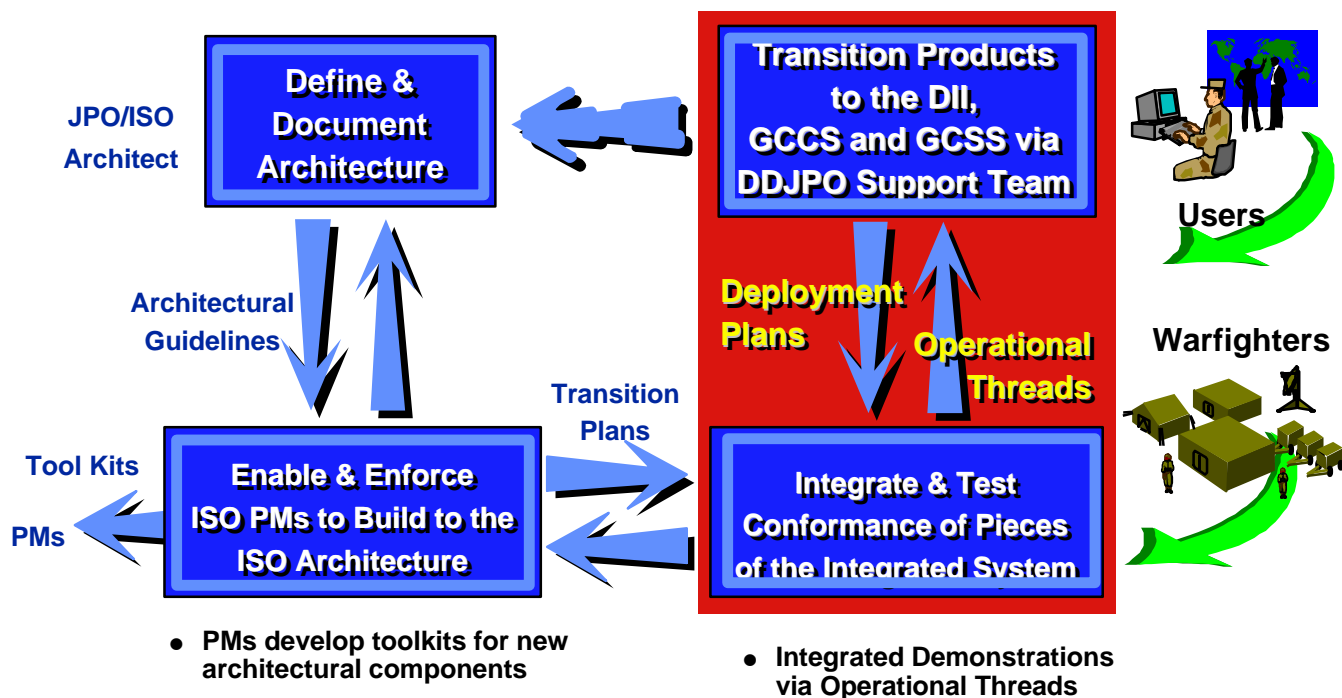 JPO/ISO
Architect
Define &
Document
Architecture
Transition Products
to the DII,
GCCS and GCSS via
DDJPO Support Team
Users
Architectural
Guidelines
Deployment
Plans
Operational
Threads
Warfighters
Transition
Plans
Tool Kits
PMs
Enable & Enforce
ISO PMs to Build to the
ISO Architecture
Integrate & Test
Conformance of Pieces
of the Integrated System
• PMs develop toolkits for new
architectural components
• Integrated Demonstrations
via Operational Threads